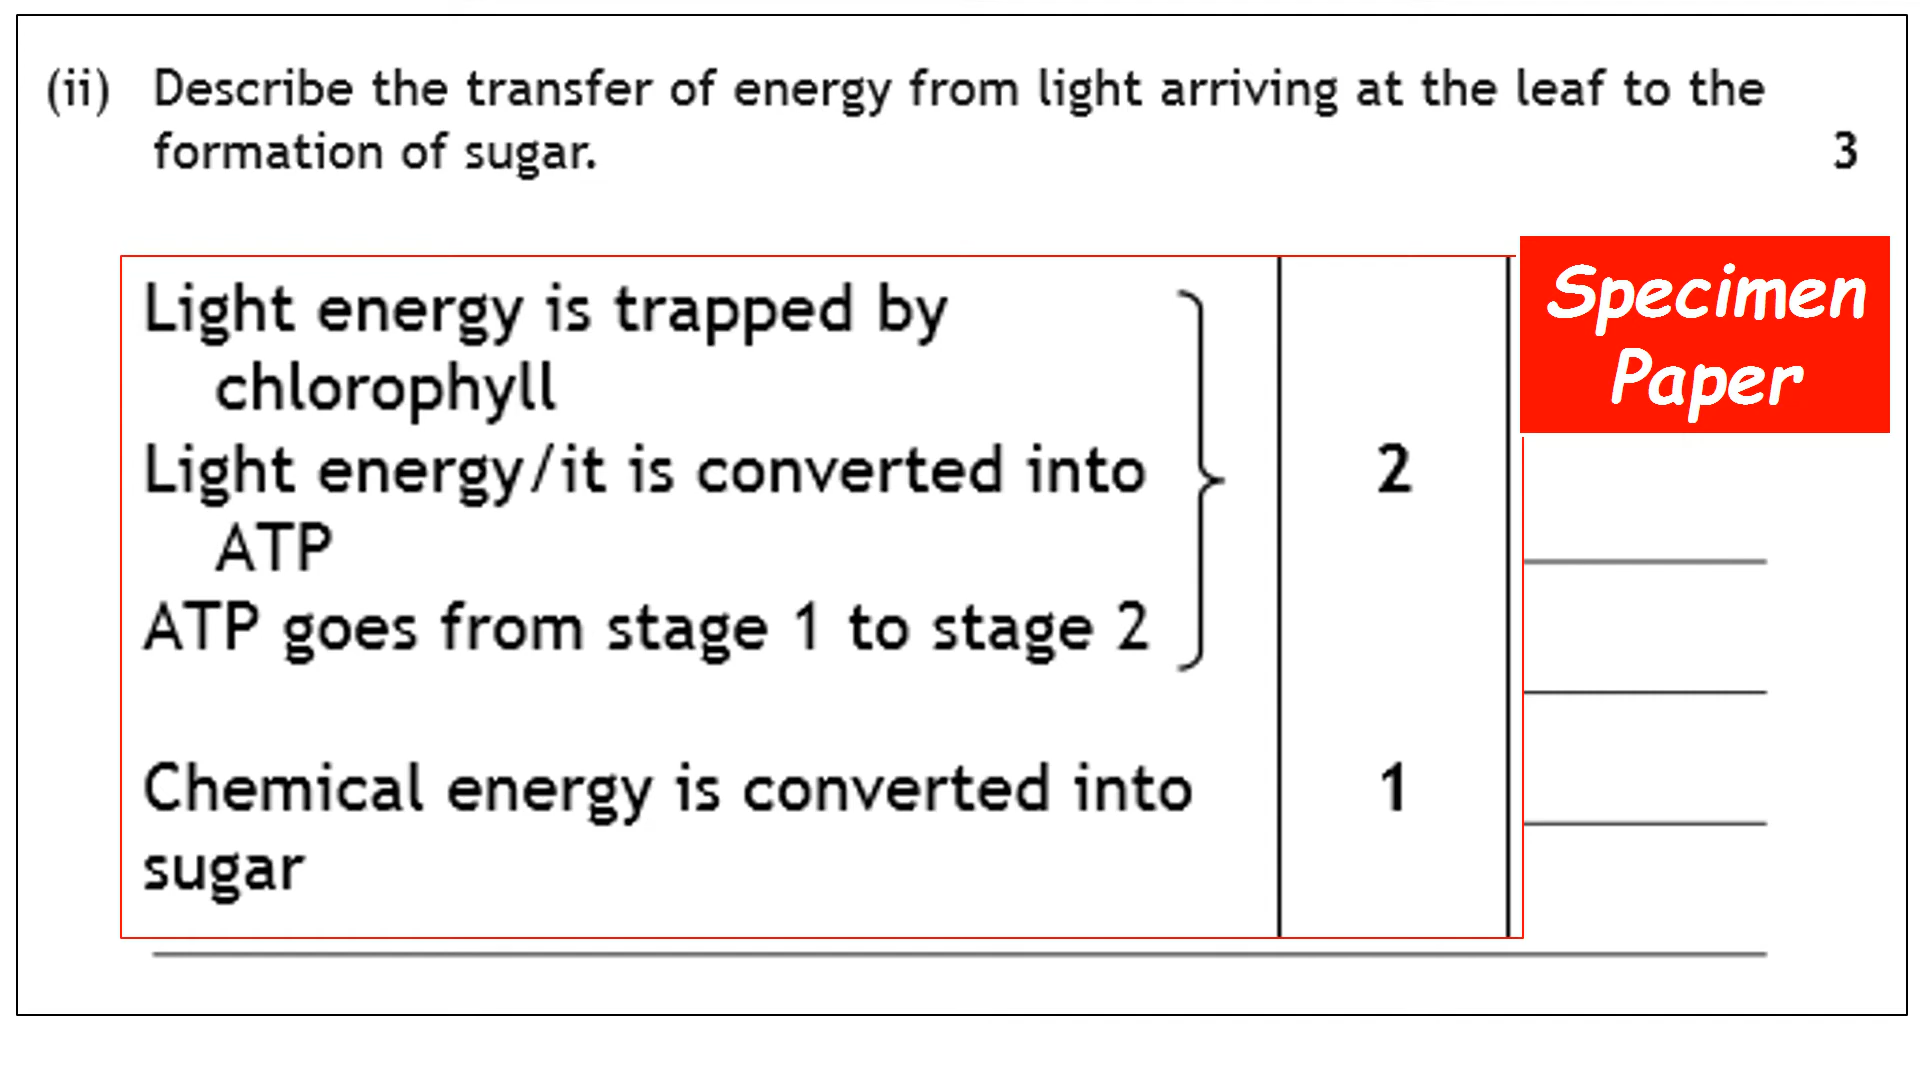 (ii) Describe the transfer of energy from light arriving at the leaf to the
formation of sugar. 3
Specimen
Paper
Light energy is trapped by
chlorophyll
Light energy/it is converted into
ATP
ATP goes from stage 1 to stage 2
2
Chemical energy is converted into
sugar
1